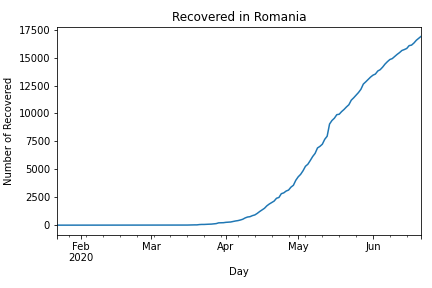 Recovered in Romania
17500
15000
12500
10000
7500
5000
2500
0
Number of Recovered
Feb
2020
Mar
Apr
May
Jun
Day